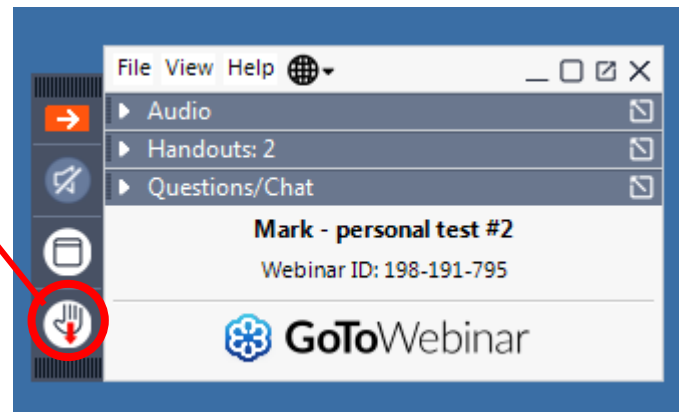 File View Help
Audio
Handouts: 2
Questions/Chat
Mark - personal test #2
Webinar ID: 198-191-795
GoToWebinar